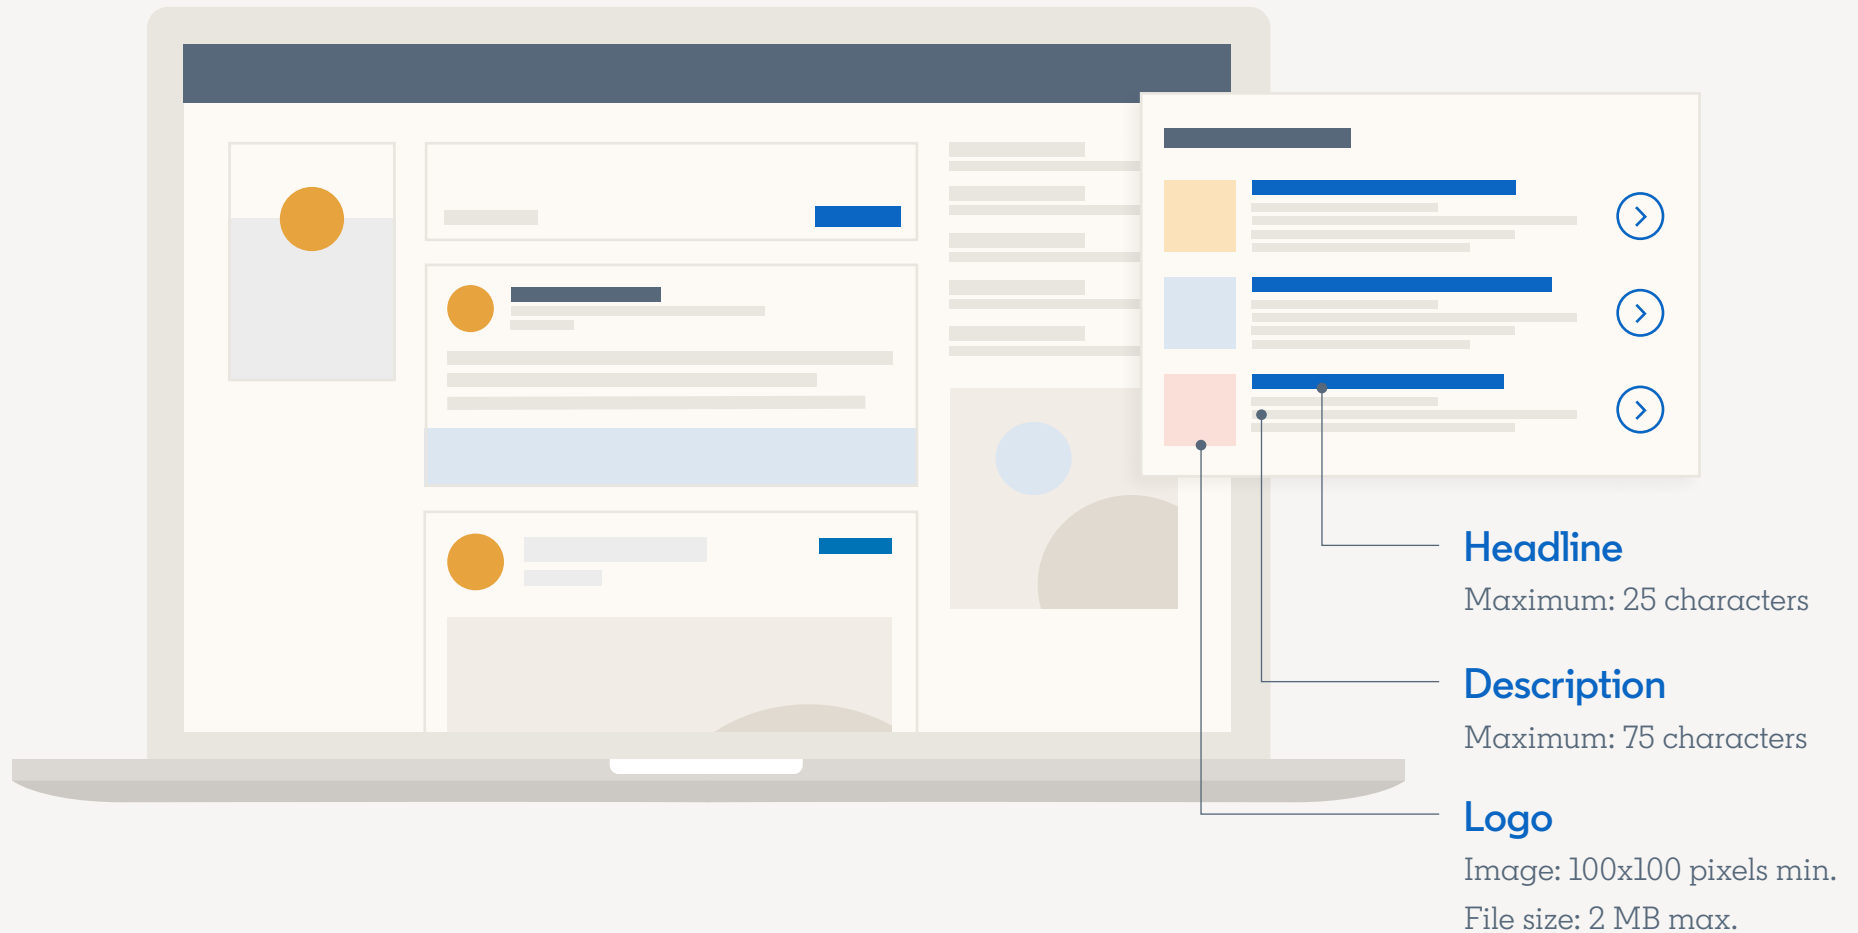 Headline
Maximum: 25 characters
Description
Maximum: 75 characters
Logo
Image: 100x100 pixels min.
File size: 2 MB max.